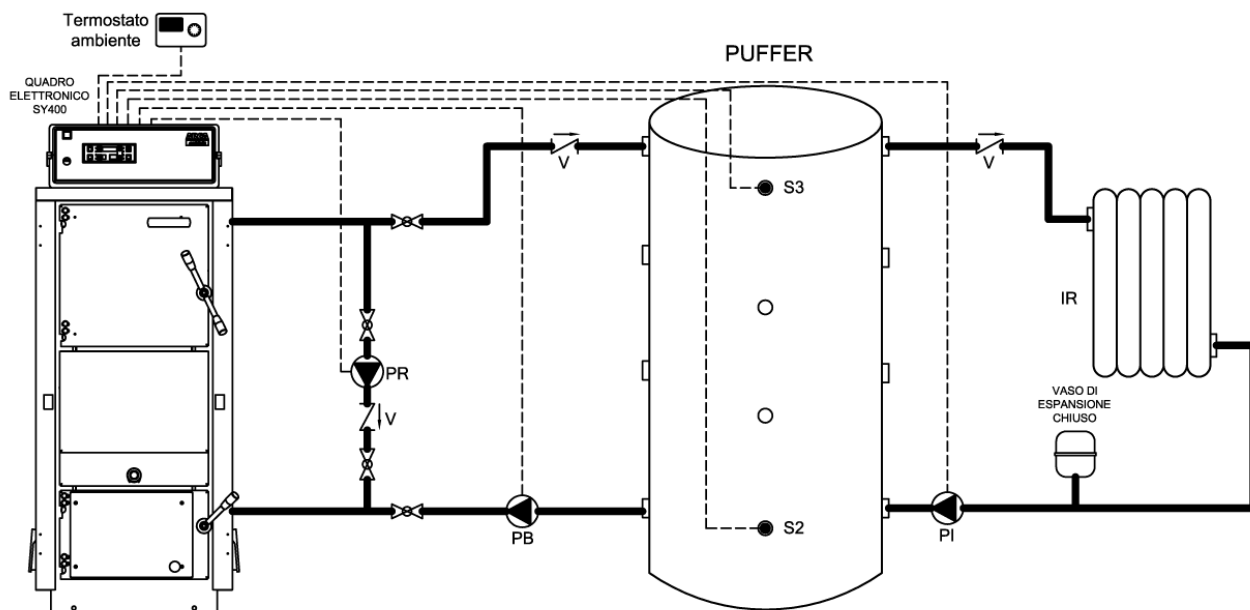 Termostato
ambiente
PUFFER
QUADRO
ELETTRONICO
SY400
V
V
S3
IR
PR
V
VASO DI
ESPANSIONE
CHIUSO
S2
PB
PI